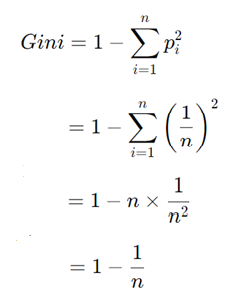 Gini = 1 − ∑_{i=1}^{n} p_i^2
= 1 − ∑_{i=1}^{n} (1/n)^2
= 1 − n × 1/n^2
= 1 − 1/n